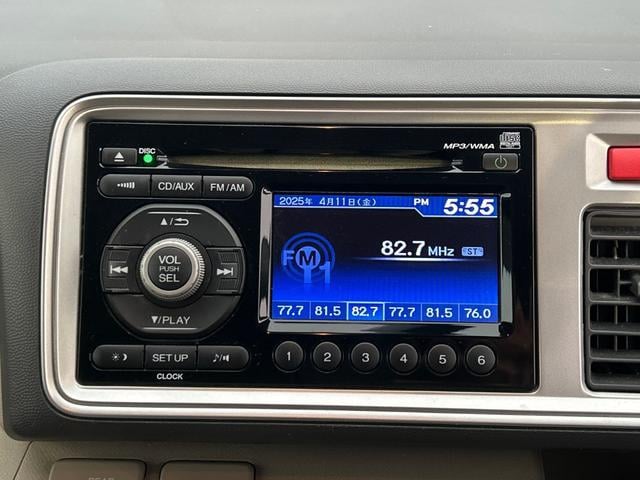 DISC
MP3/WMA
CD/AUX
FM/AM
VOL
PUSH
SEL
/PLAY
SET UP
CLOCK
2025年 4月11日(金) PM 5:55
FM1
82.7 MHz ST
77.7 81.5 82.7 77.7 81.5 76.0
1 2 3 4 5 6
REAR